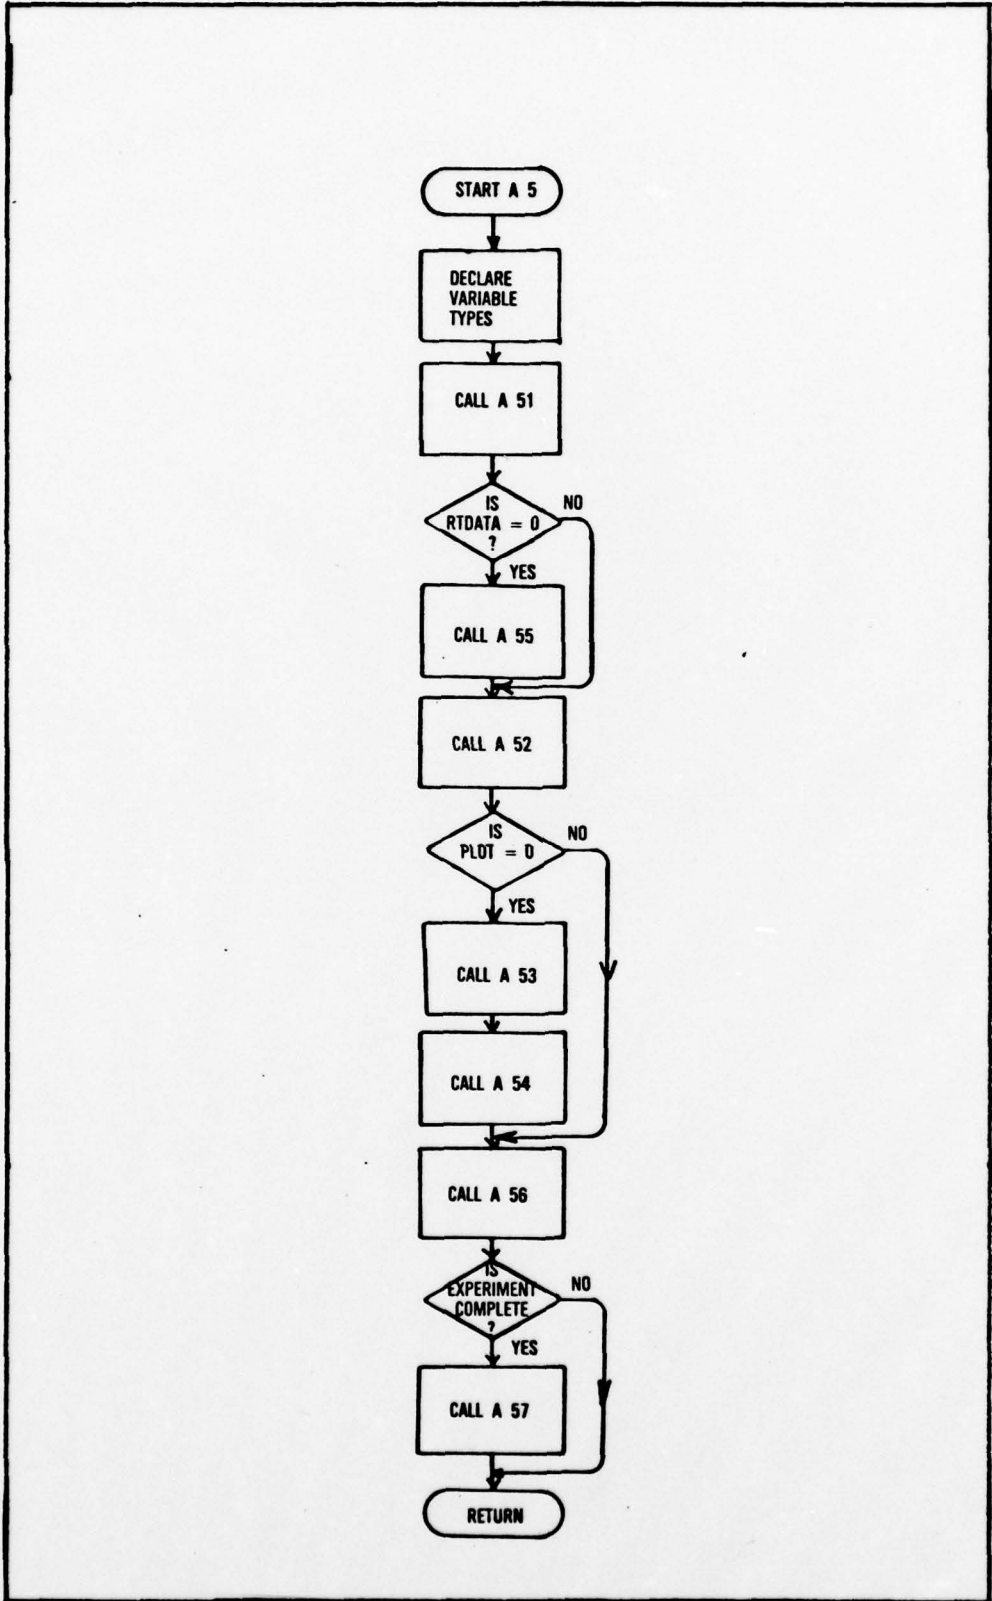 START A 5
DECLARE
VARIABLE
TYPES
CALL A 51
IS
RTDATA = 0
?
NO
YES
CALL A 55
CALL A 52
IS
PLOT = 0
NO
YES
CALL A 53
CALL A 54
CALL A 56
IS
EXPERIMENT
COMPLETE
?
NO
YES
CALL A 57
RETURN